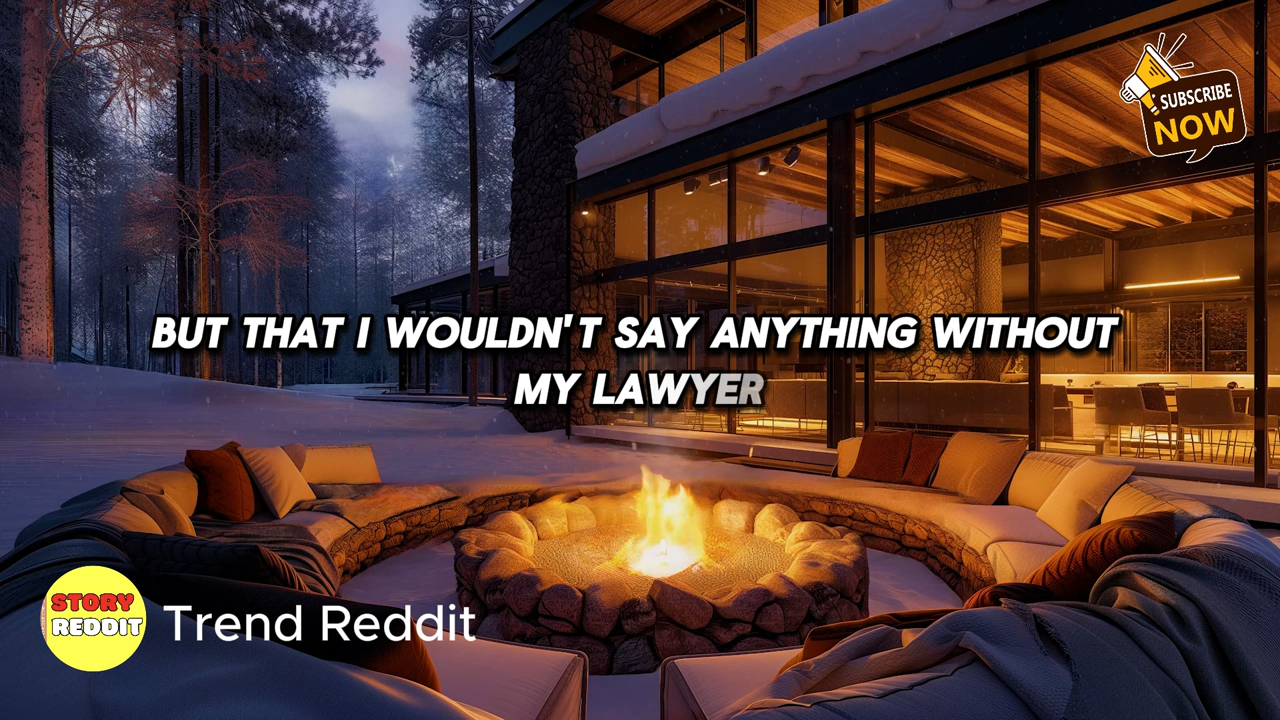 SUBSCRIBE
NOW
BUT THAT I WOULDN'T SAY ANYTHING WITHOUT
MY LAWYER
STORY
REDDIT
Trend Reddit